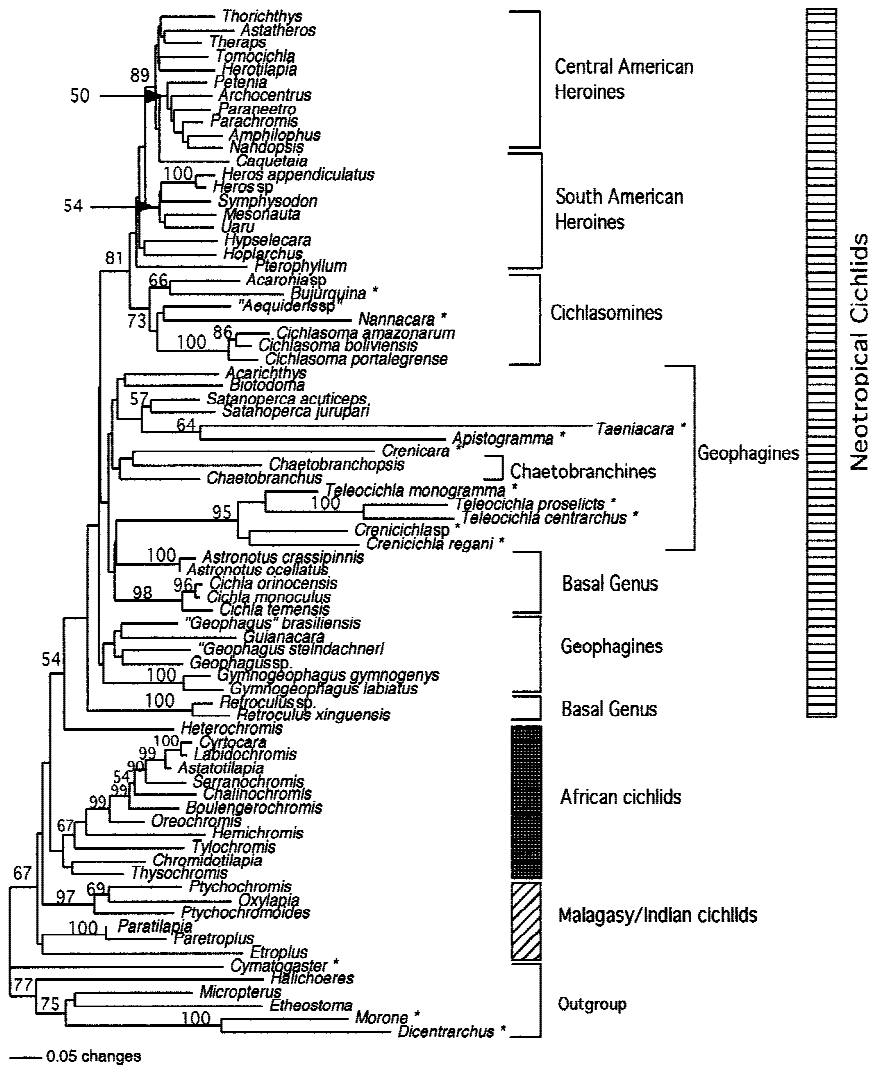 Thorichthys
Astatheros
Theraps
Tomocichla
Herotilapia
89
Petenia
50
Archocentrus
Paraneetro
Parachromis
Amphilophus
Nandopsis
Central American
Heroines
Caquetaia
100
Heros appendiculatus
Heros sp
Symphysodon
54
Mesonauta
Uaru
Hypselecara
Hoplarchus
Pterophyllum
South American
Heroines
81
Acaronia sp
66
Bujurquina *
"Aequidens sp"
73
Nannacara *
86
Cichlasoma amazonarum
100
Cichlasoma boliviensis
Cichlasoma portalegrense
Cichlasomines
Acarichthys
Biotodoma
57
Satanoperca acuticeps
Satanoperca jurupari
64
Taeniacara *
Apistogramma *
Crenicara *
Chaetobranchopsis
Chaetobranchus
Chaetobranchines
Geophagines
Teleocichla monogramma *
100
Teleocichla proselicts *
95
Teleocichla centrarchus *
Crenicichla sp *
Crenicichla regani *
100
Astronotus crassipinnis
Astronotus ocellatus
96
Cichla orinocensis
98
Cichla monoculus
Cichla temensis
Basal Genus
"Geophagus" brasiliensis
Guianacara
"Geophagus steindachneri
Geophagus sp.
100
Gymnogeophagus gymnogenys
Gymnogeophagus labiatus
Geophagines
54
100
Retroculus sp.
Retroculus xinguensis
Basal Genus
Neotropical Cichlids
Heterochromis
100
Cyrtocara
99
Labidochromis
90
Astatotilapia
54
Serranochromis
99
Chalinochromis
99
Boulengerochromis
Oreochromis
67
Hemichromis
Tylochromis
Chromidotilapia
Thysochromis
African cichlids
67
69
Ptychochromis
97
Oxylapia
Ptychochromoides
100
Paratilapia
Paretroplus
Etroplus
Malagasy/Indian cichlids
Cymatogaster *
77
Halichoeres
Micropterus
75
Etheostoma
100
Morone *
Dicentrarchus *
Outgroup
0.05 changes